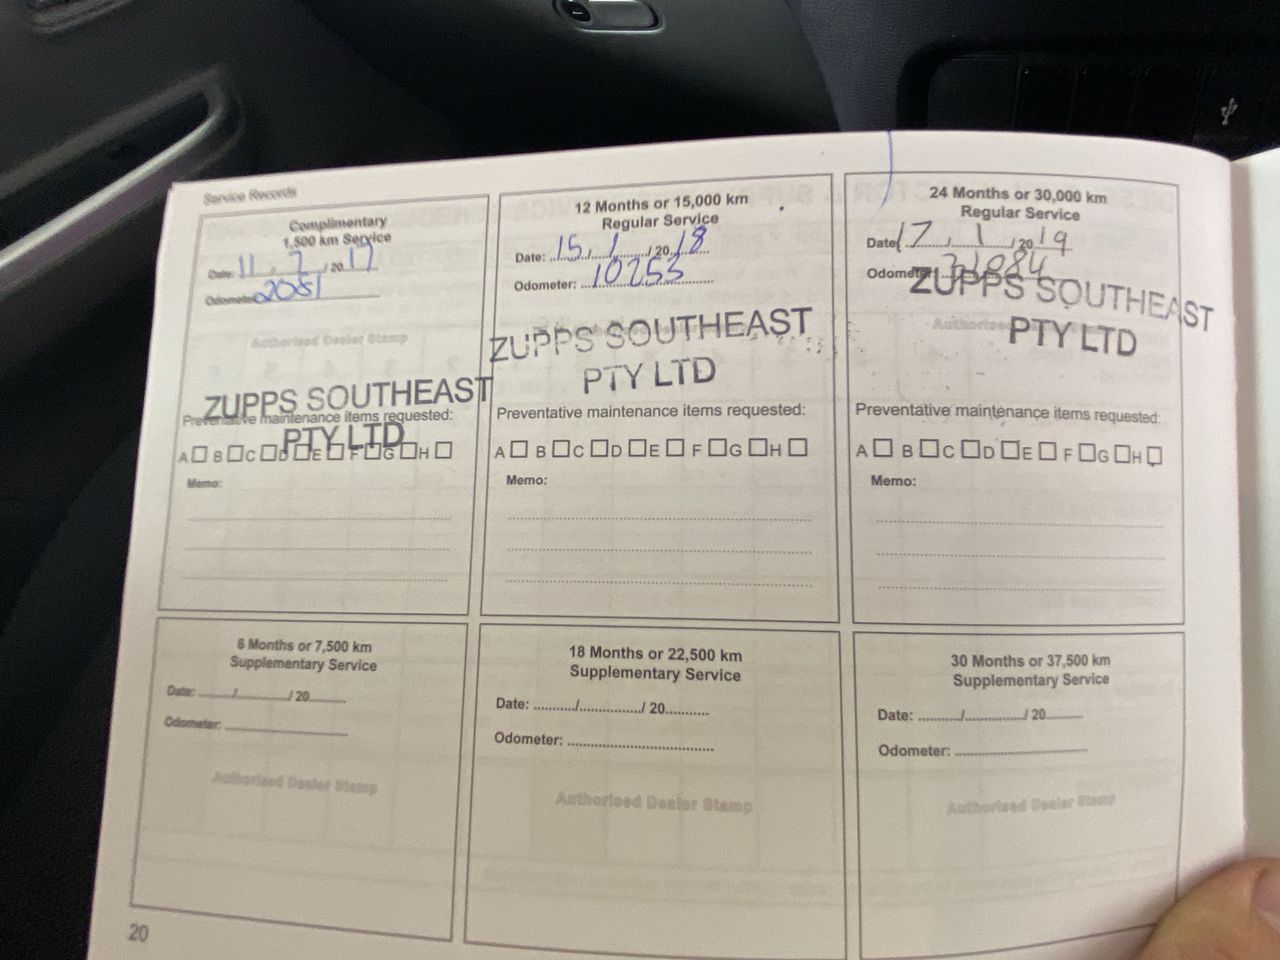 Service Records
Complimentary
1,500 km Service
Date: 11 / 7 / 20 17
Odometer: 2081
Authorised Dealer Stamp
ZUPPS SOUTHEAST
PTY LTD
Preventative maintenance items requested:
A B C D E F G H
Memo:
12 Months or 15,000 km
Regular Service
Date: 15 / 1 / 20 18
Odometer: 10253
ZUPPS SOUTHEAST
PTY LTD
Preventative maintenance items requested:
A B C D E F G H
Memo:
24 Months or 30,000 km
Regular Service
Date: 17 / 1 / 20 19
Odometer:
ZUPPS SOUTHEAST
PTY LTD
Preventative maintenance items requested:
A B C D E F G H
Memo:
6 Months or 7,500 km
Supplementary Service
Date: / / 20
Odometer:
Authorised Dealer Stamp
18 Months or 22,500 km
Supplementary Service
Date: / / 20
Odometer:
Authorised Dealer Stamp
30 Months or 37,500 km
Supplementary Service
Date: / / 20
Odometer:
Authorised Dealer Stamp
20